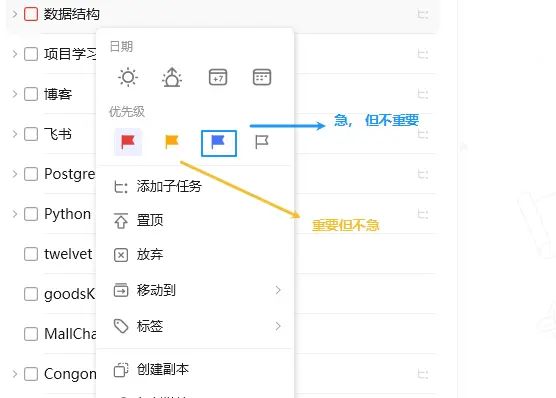 数据结构
日期
项目学习
博客
+7
优先级
急， 但不重要
飞书
Postgre
添加子任务
Python
置顶
重要但不急
twelvet
放弃
goodsK
移动到
MallCha
标签
Congon
创建副本